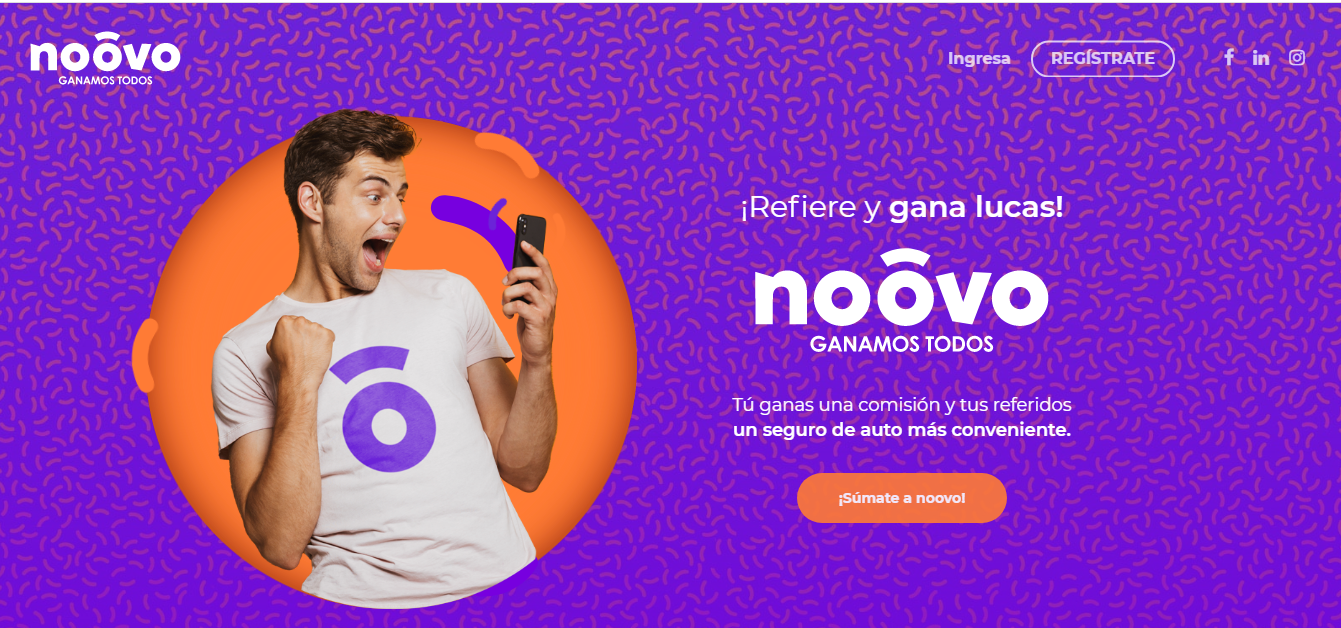 noovo
GANAMOS TODOS
Ingresa
REGÍSTRATE
f
in
¡Refiere y gana lucas!
noovo
GANAMOS TODOS
Tú ganas una comisión y tus referidos
un seguro de auto más conveniente.
¡Súmate a noovo!